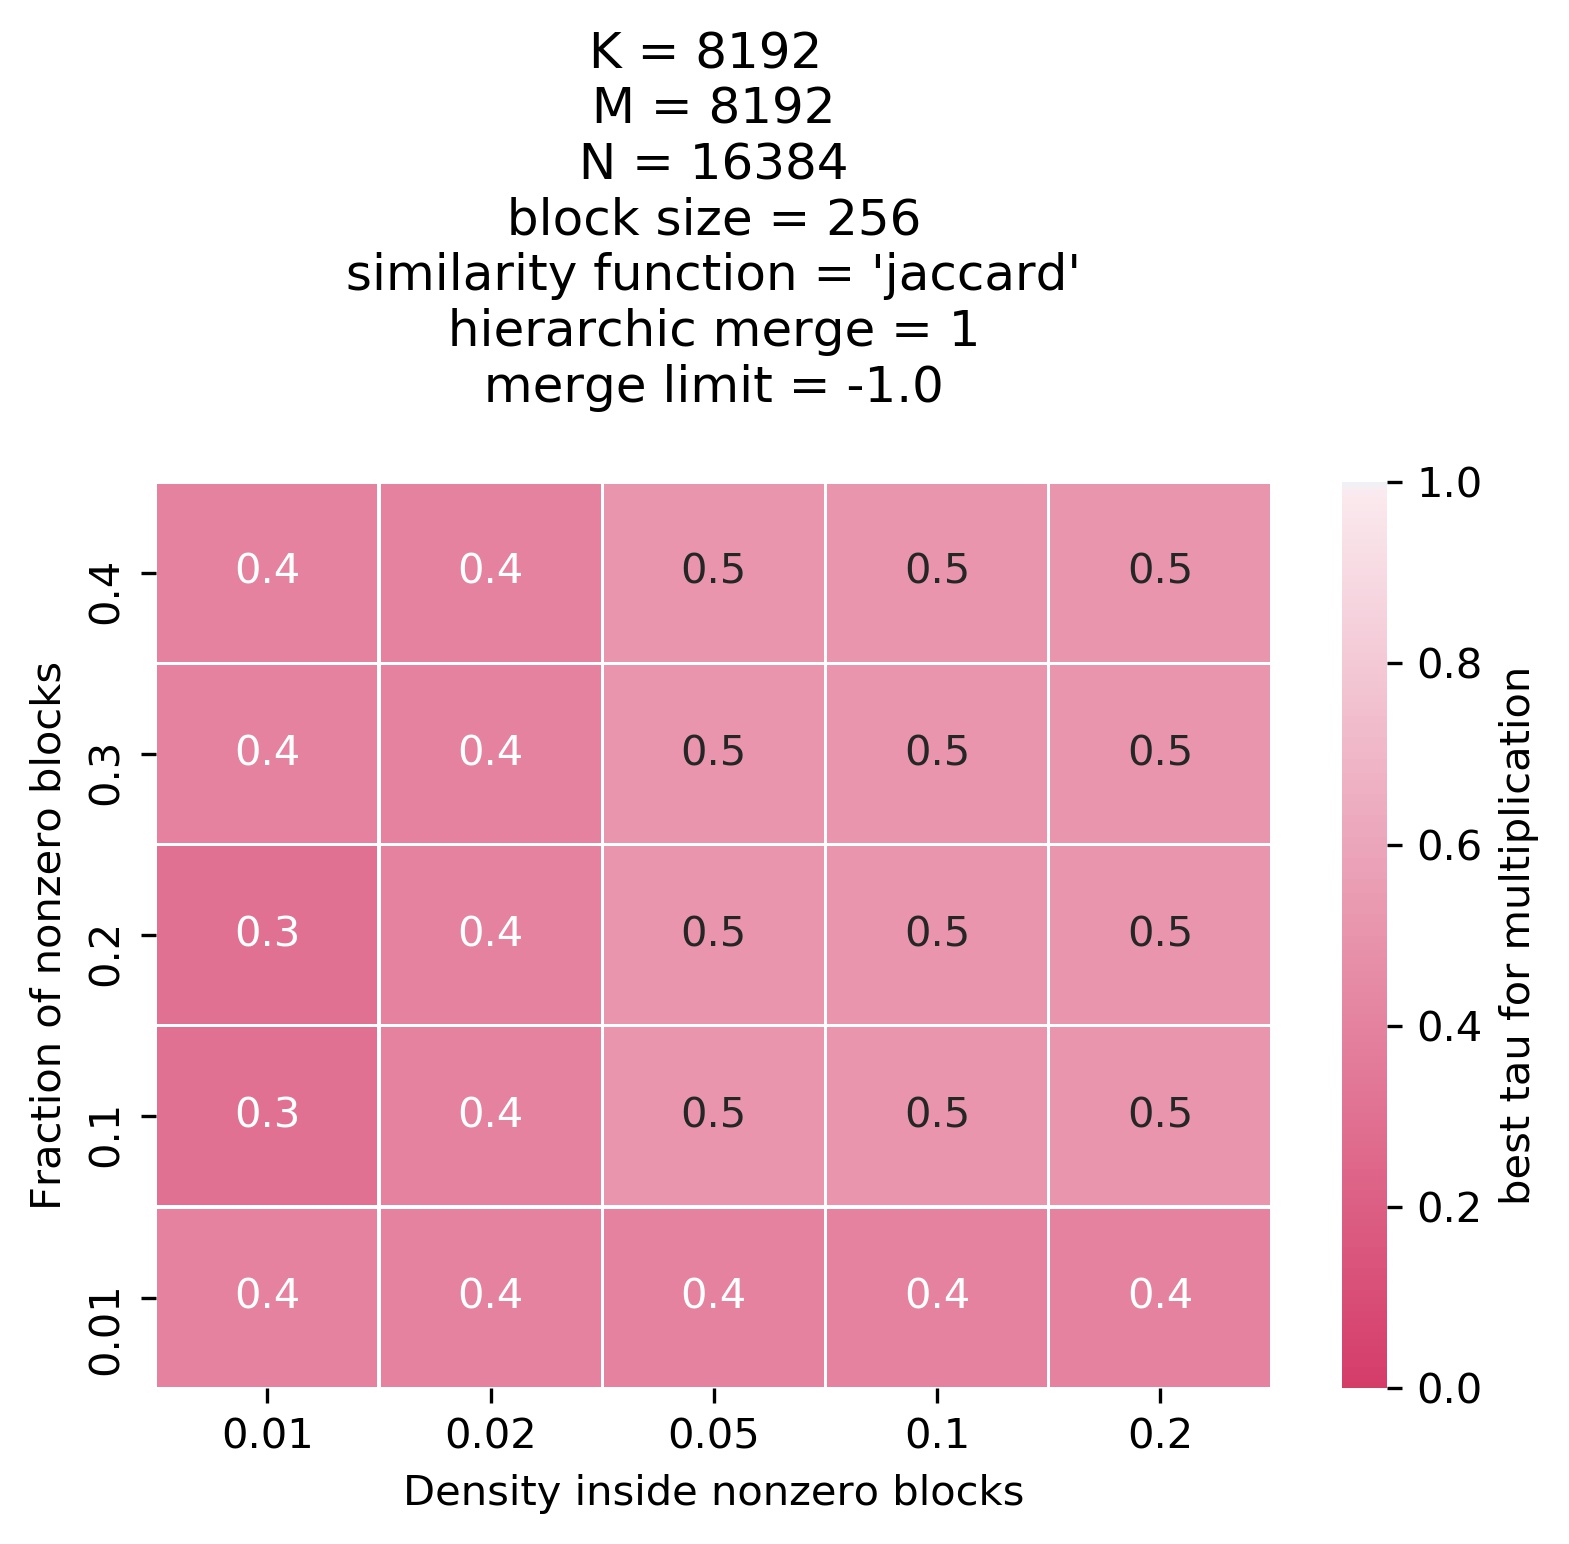 K = 8192
M = 8192
N = 16384
block size = 256
similarity function = 'jaccard'
hierarchic merge = 1
merge limit = -1.0
Fraction of nonzero blocks
0.4 0.4 0.4 0.5 0.5 0.5
0.3 0.4 0.4 0.5 0.5 0.5
0.2 0.3 0.4 0.5 0.5 0.5
0.1 0.3 0.4 0.5 0.5 0.5
0.01 0.4 0.4 0.4 0.4 0.4
0.01 0.02 0.05 0.1 0.2
Density inside nonzero blocks
1.0
0.8
0.6
0.4
0.2
0.0
best tau for multiplication